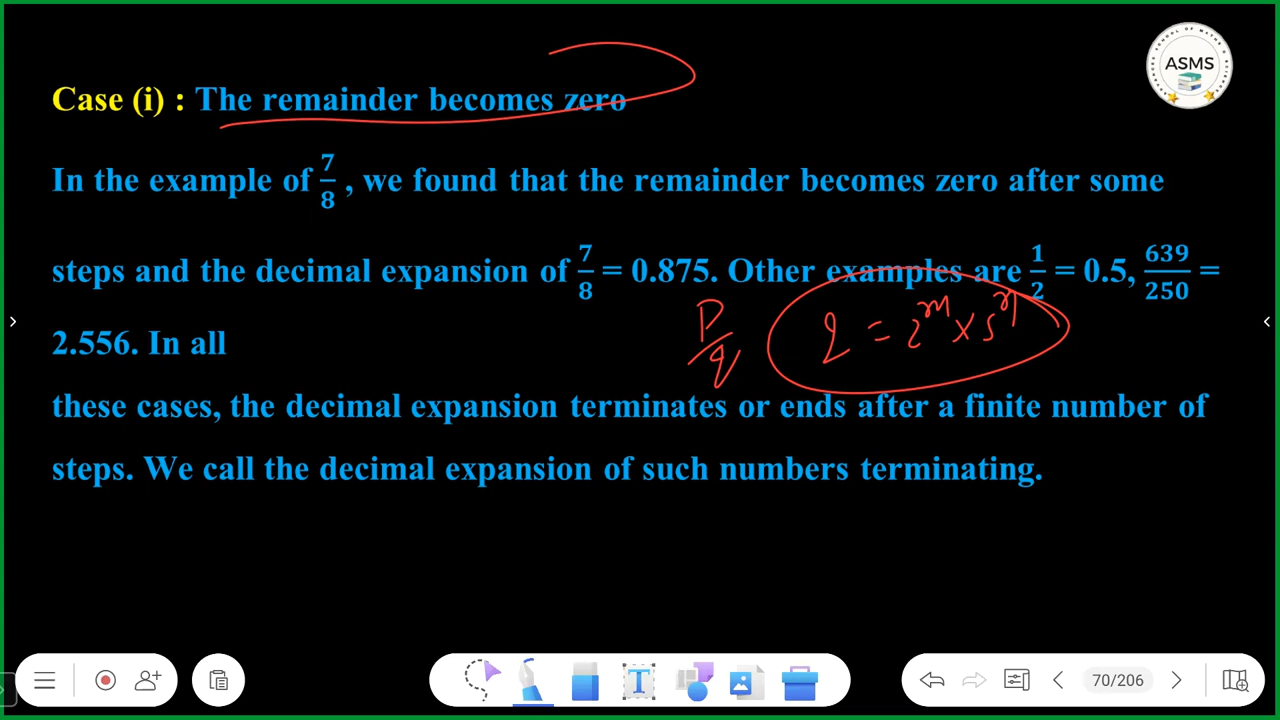 SCHOOL OF MATHS
ASMS
Case (i) : The remainder becomes zero
In the example of 7/8 , we found that the remainder becomes zero after some
steps and the decimal expansion of 7/8 = 0.875. Other examples are 1/2 = 0.5, 639/250 =
2.556. In all
p/q q = 2^m × 5^n
these cases, the decimal expansion terminates or ends after a finite number of
steps. We call the decimal expansion of such numbers terminating.
T
70/206